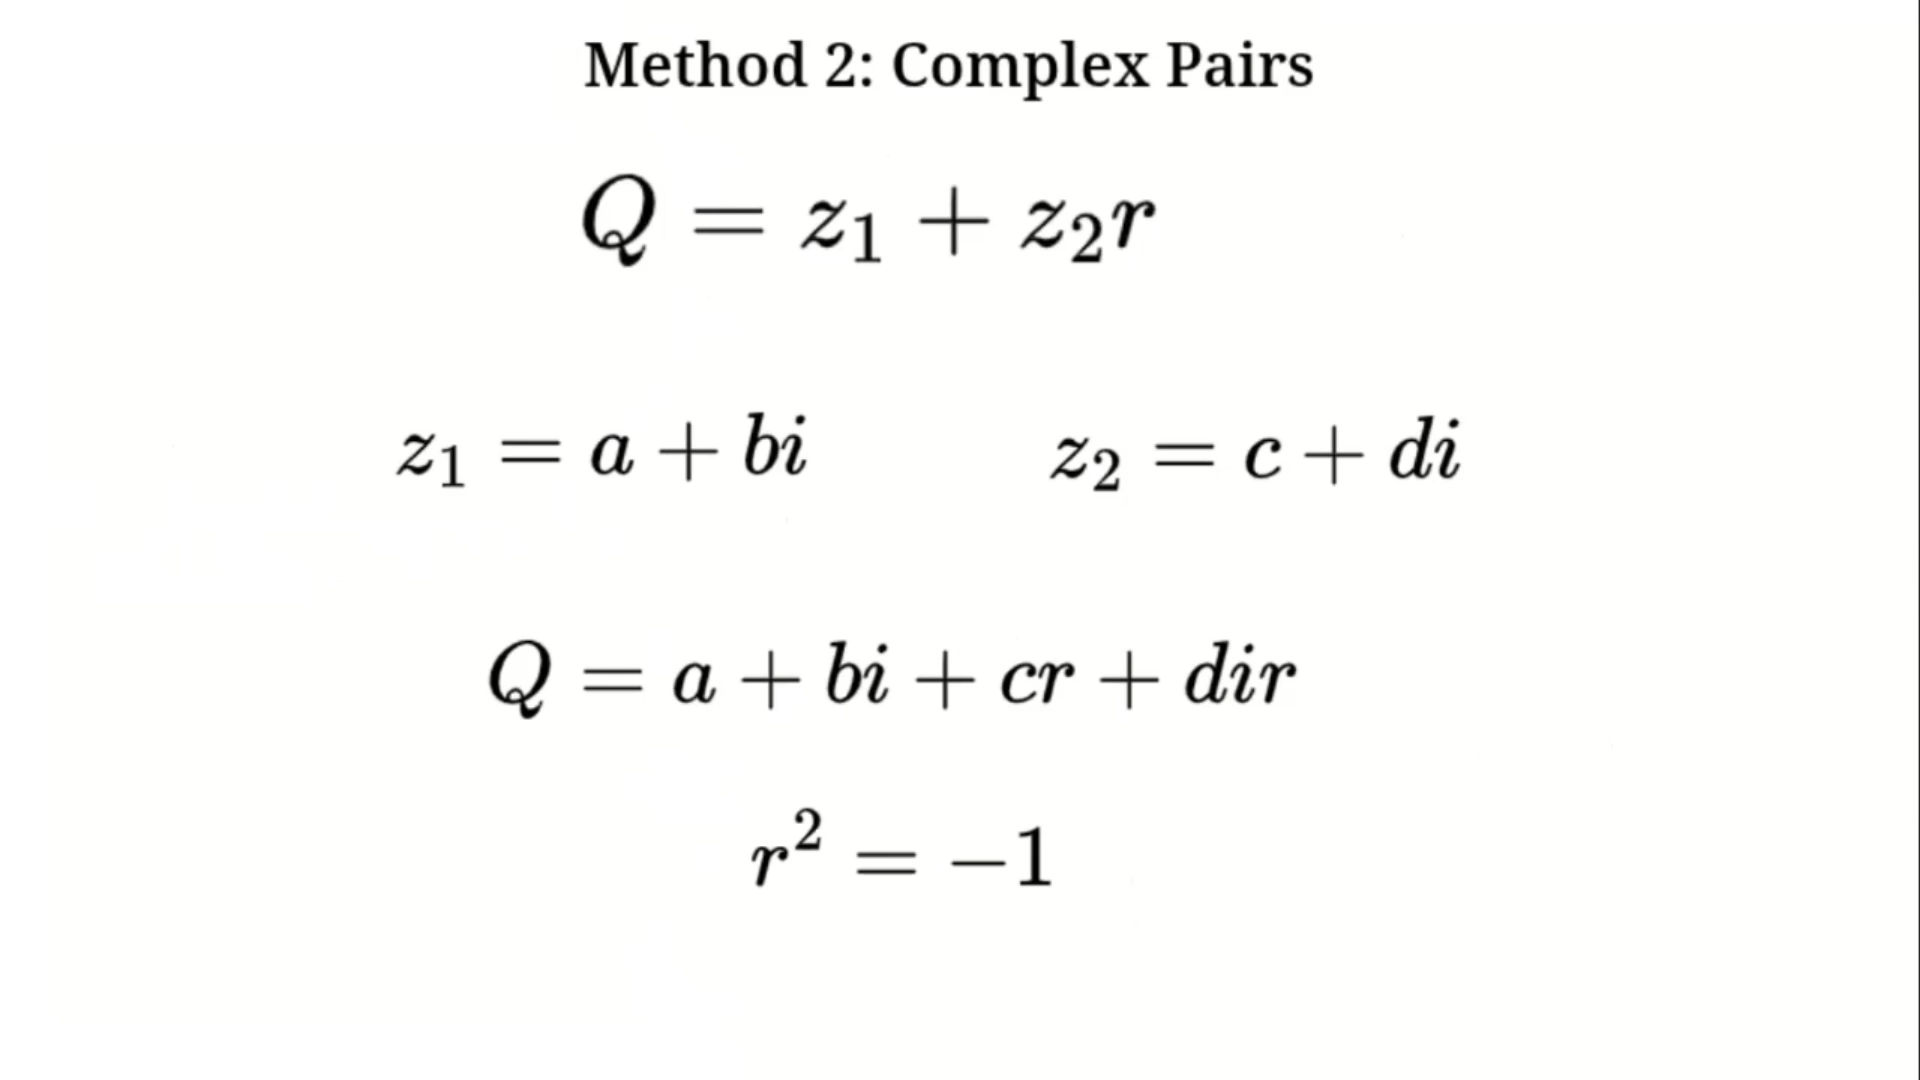 Method 2: Complex Pairs
Q = z₁ + z₂r
z₁ = a + bi z₂ = c + di
Q = a + bi + cr + dir
r² = −1